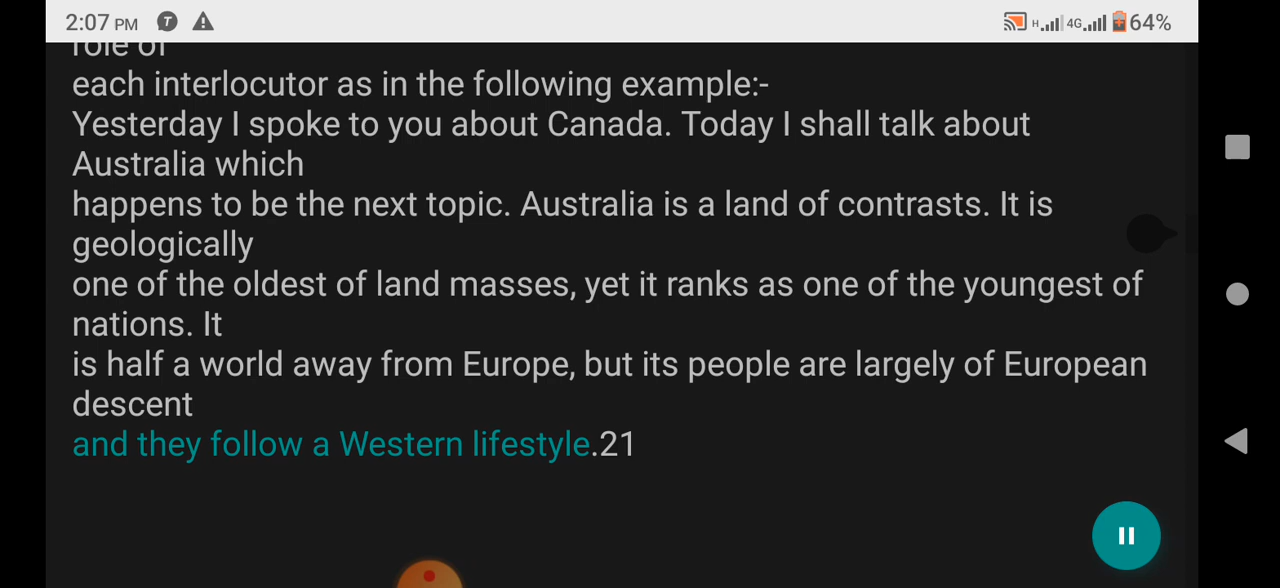 2:07 PM T H 4G 64%
role of
each interlocutor as in the following example:-
Yesterday I spoke to you about Canada. Today I shall talk about
Australia which
happens to be the next topic. Australia is a land of contrasts. It is
geologically
one of the oldest of land masses, yet it ranks as one of the youngest of
nations. It
is half a world away from Europe, but its people are largely of European
descent
and they follow a Western lifestyle.21